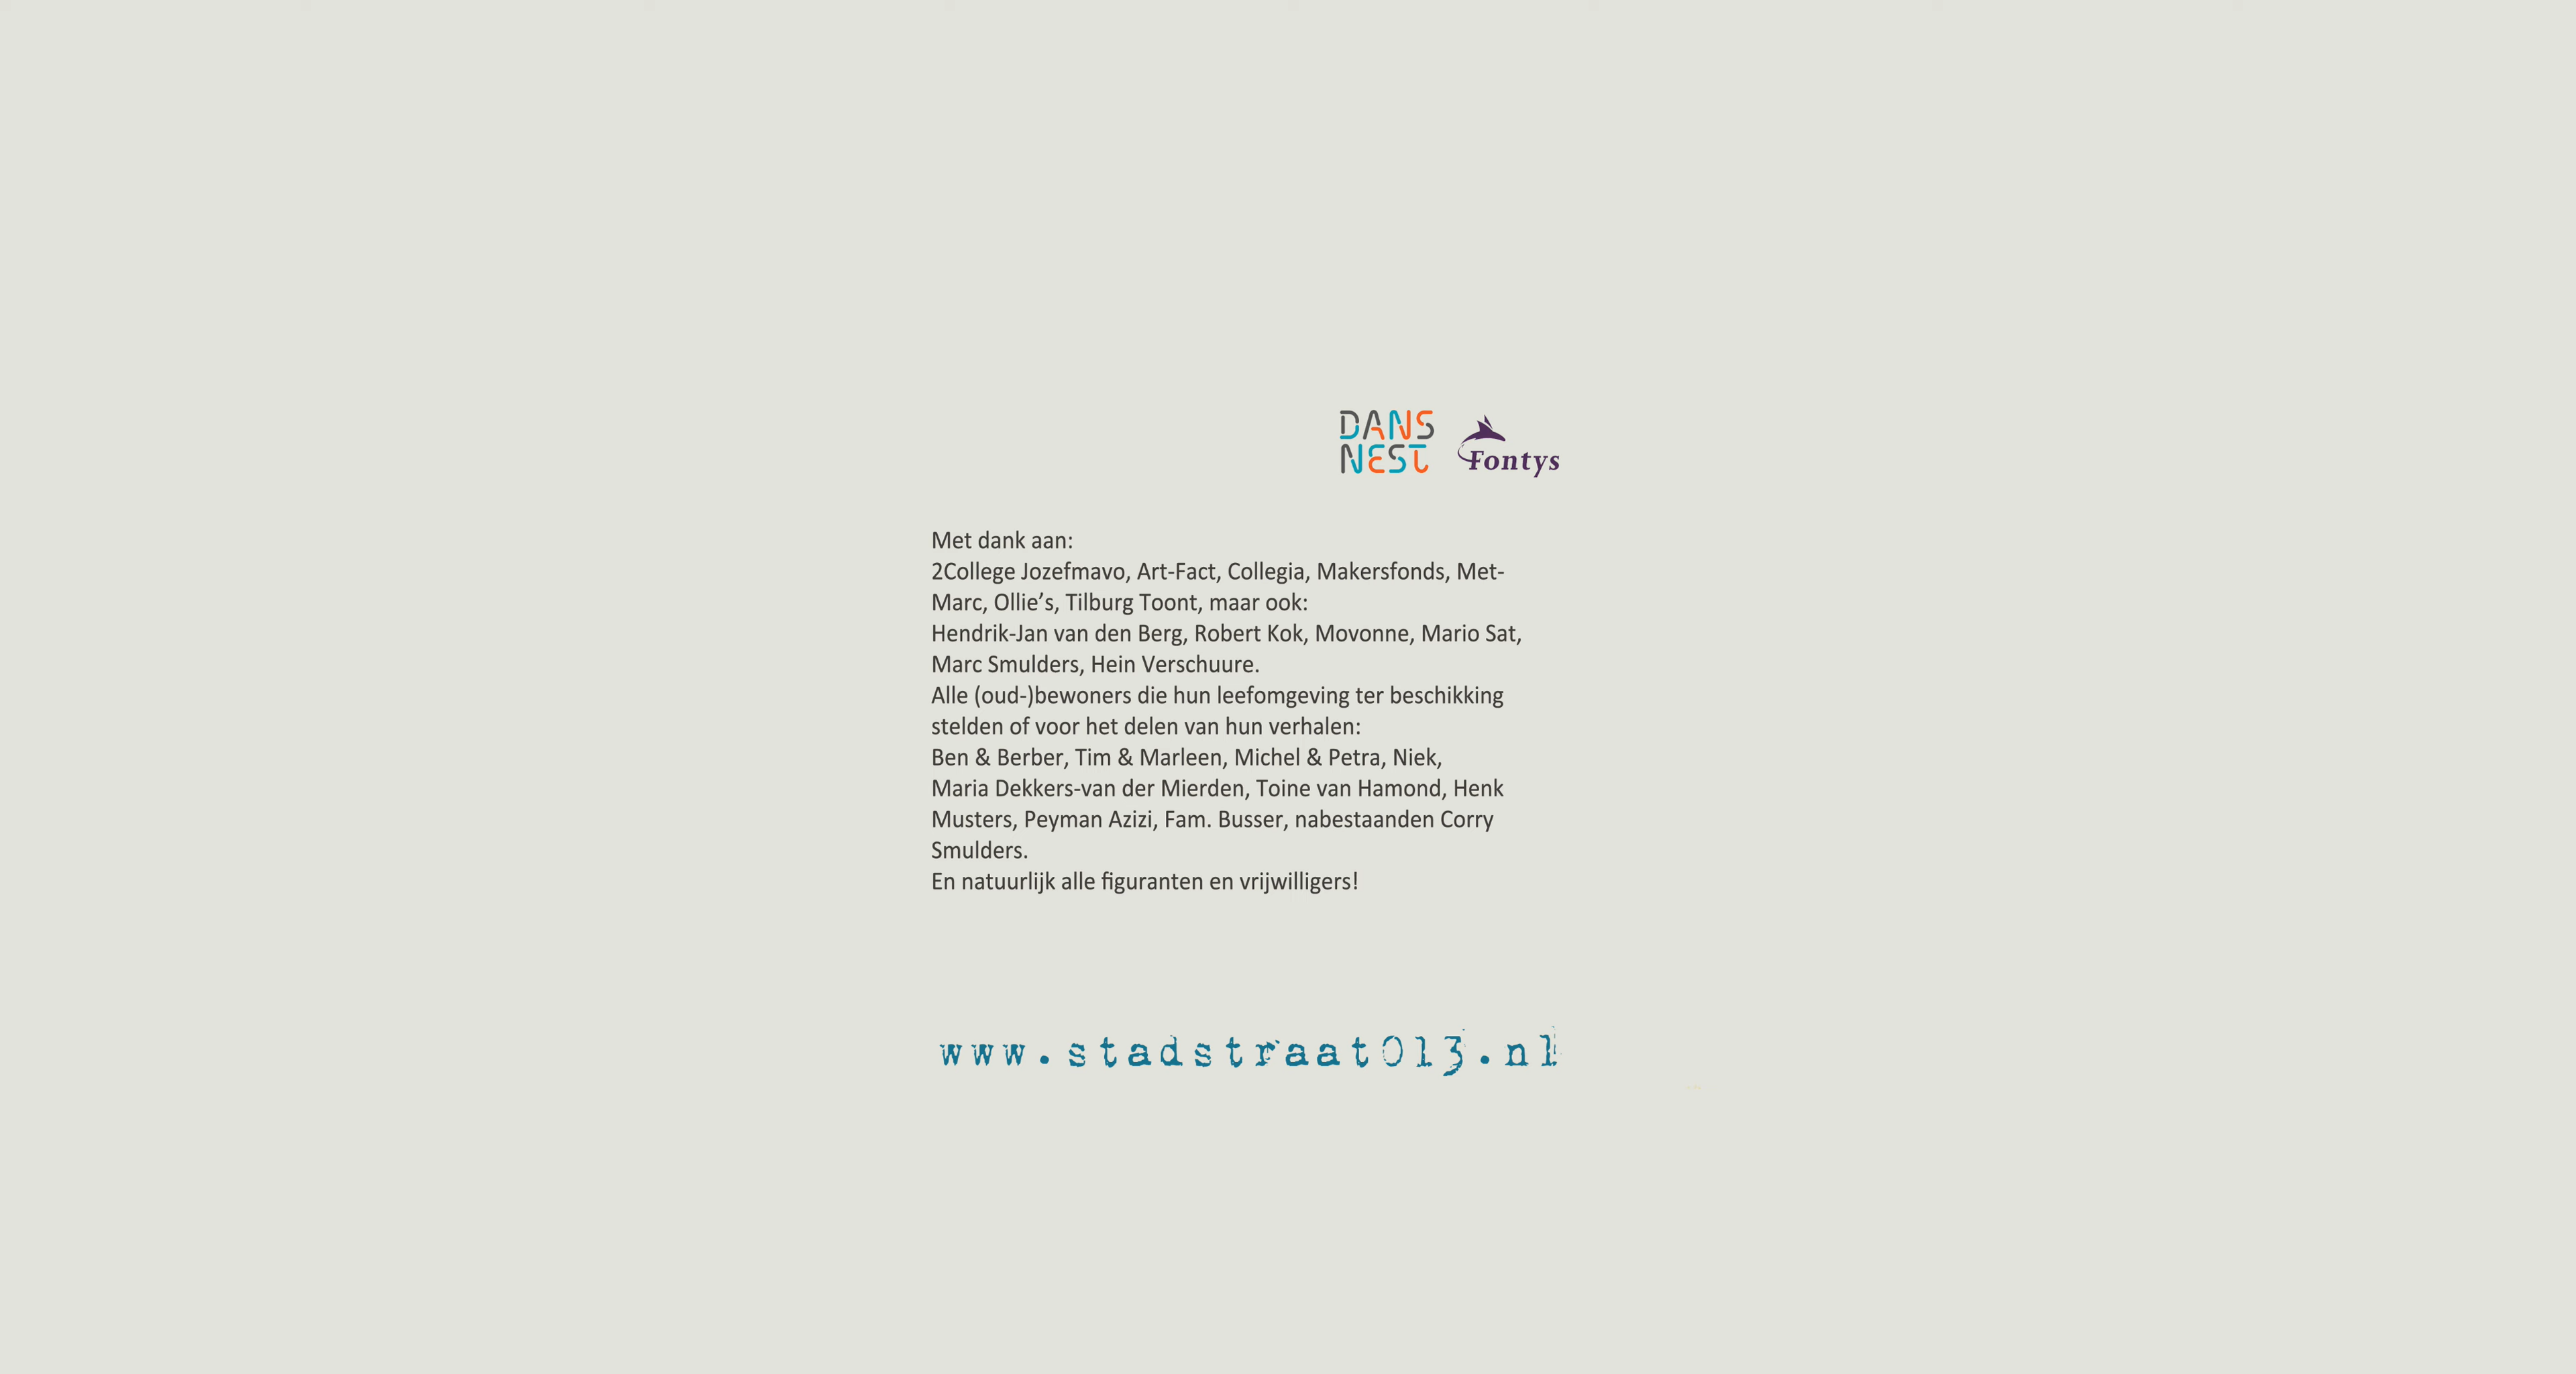 DANS
NEST
Fontys
Met dank aan:
2College Jozefmavo, Art-Fact, Collegia, Makersfonds, Met-
Marc, Ollie’s, Tilburg Toont, maar ook:
Hendrik-Jan van den Berg, Robert Kok, Movonne, Mario Sat,
Marc Smulders, Hein Verschuure.
Alle (oud-)bewoners die hun leefomgeving ter beschikking
stelden of voor het delen van hun verhalen:
Ben & Berber, Tim & Marleen, Michel & Petra, Niek,
Maria Dekkers-van der Mierden, Toine van Hamond, Henk
Musters, Peyman Azizi, Fam. Busser, nabestaanden Corry
Smulders.
En natuurlijk alle figuranten en vrijwilligers!
www.stadstraat013.nl